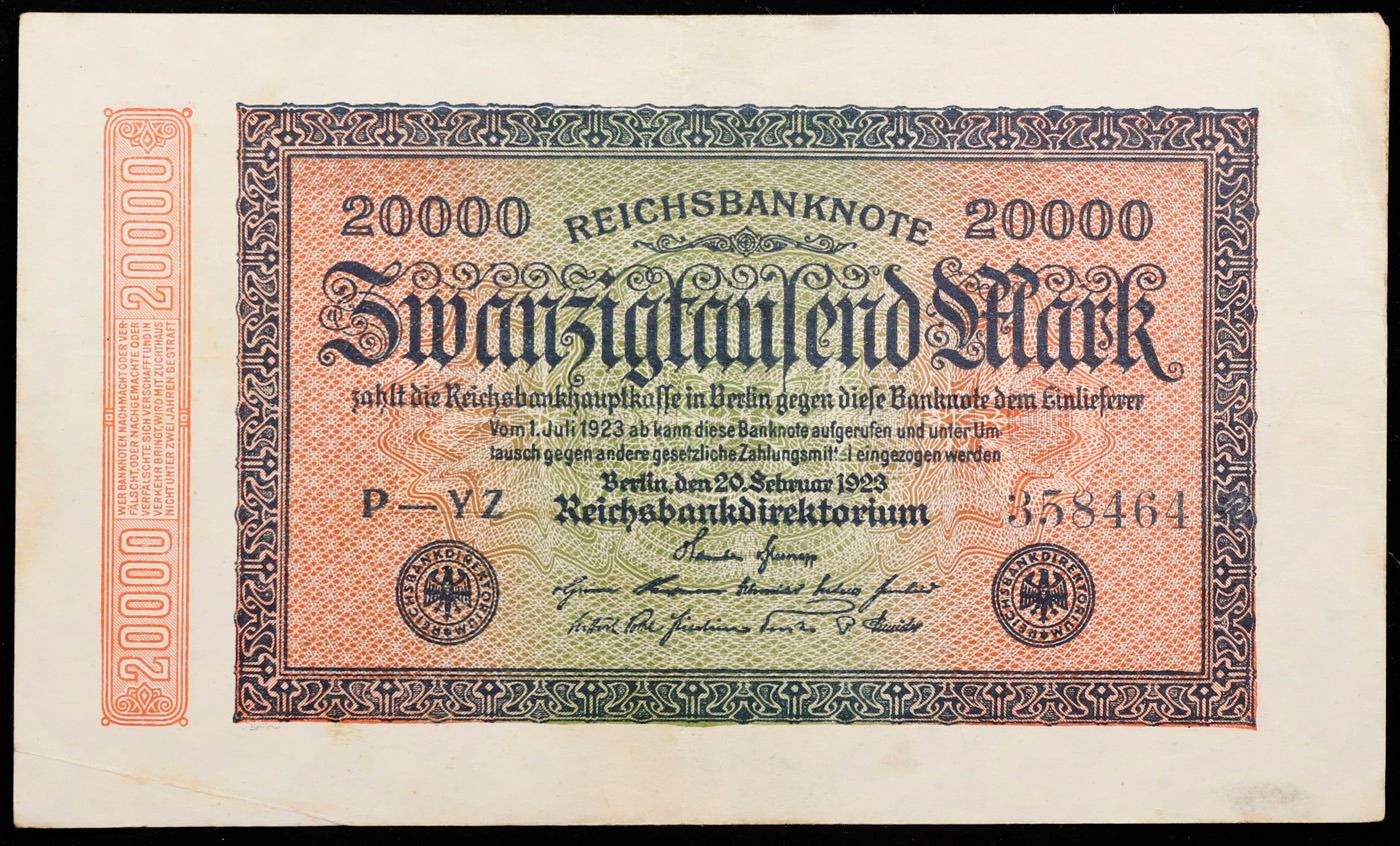 20000
WER BANKNOTEN NACHMACHT ODER VER-
FÄLSCHT, ODER NACHGEMACHTE ODER
VERFÄLSCHTE SICH VERSCHAFFT UND IN
VERKEHR BRINGT, WIRD MIT ZUCHTHAUS
NICHT UNTER ZWEI JAHREN BESTRAFT
20000
20000 REICHSBANKNOTE 20000
Zwanzigtausend Mark
zahlt die Reichsbankhauptkasse in Berlin gegen diese Banknote dem Einlieferer
Vom 1. Juli 1923 ab kann diese Banknote aufgerufen und unter Um-
tausch gegen andere gesetzliche Zahlungsmit eingezogen werden
Berlin, den 20. Februar 1923
P—YZ Reichsbankdirektorium 358464
REICHSBANKDIREKTORIUM
REICHSBANKDIREKTORIUM